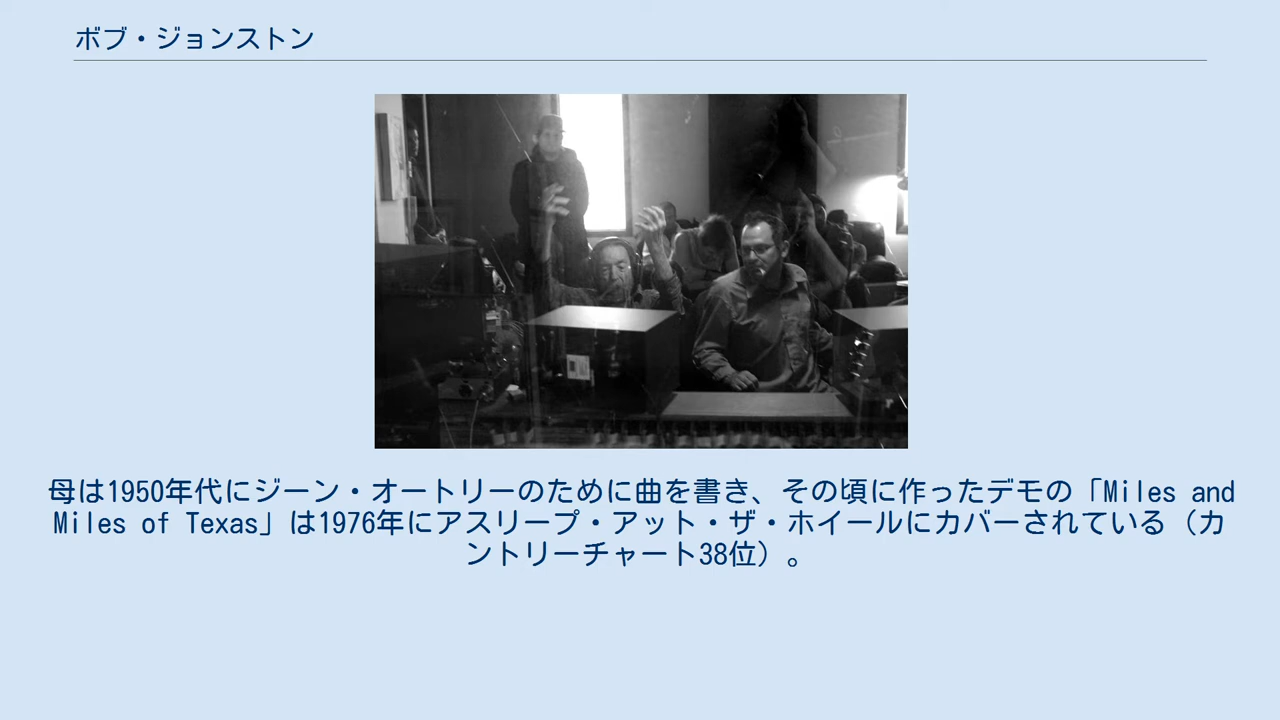 ボブ・ジョンストン
母は1950年代にジーン・オートリーのために曲を書き、その頃に作ったデモの「Miles and
Miles of Texas」は1976年にアスリープ・アット・ザ・ホイールにカバーされている（カ
ントリーチャート38位）。